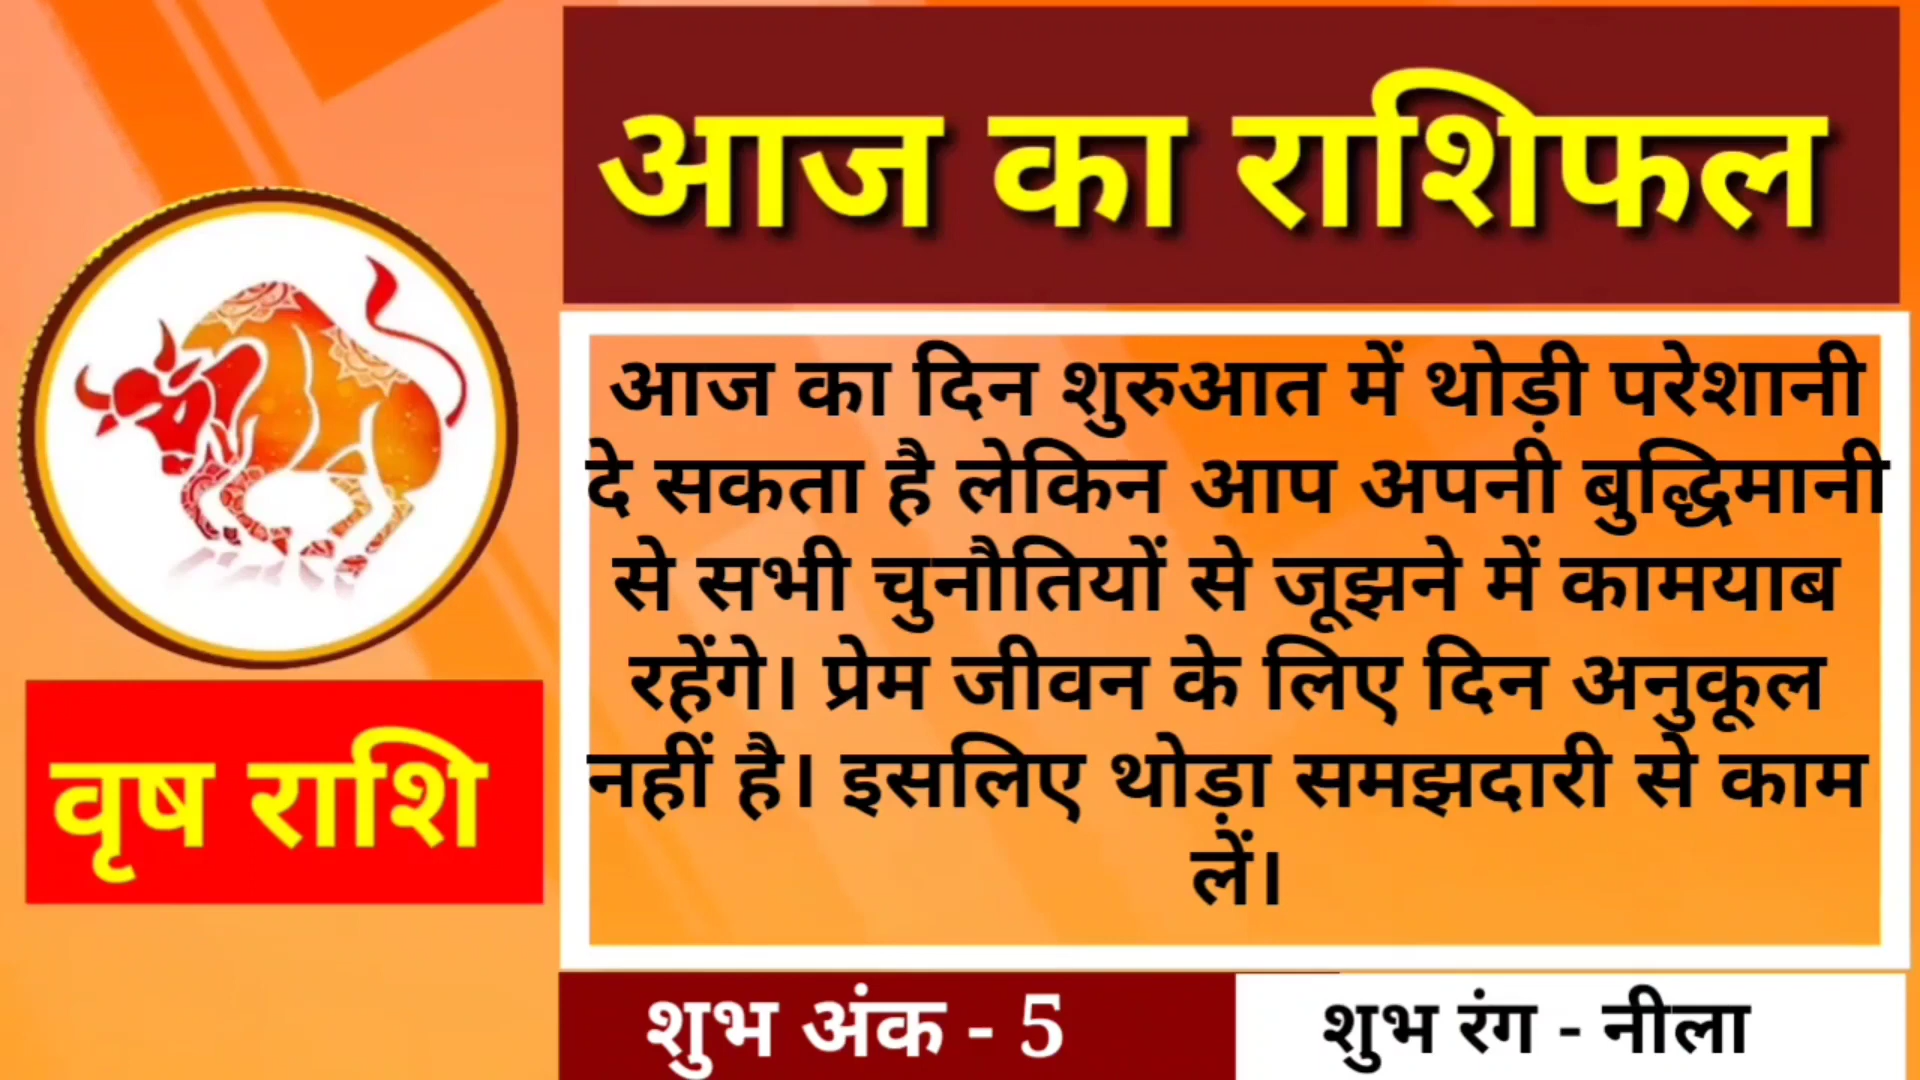 आज का राशिफल
आज का दिन शुरुआत में थोड़ी परेशानी
दे सकता है लेकिन आप अपनी बुद्धिमानी
से सभी चुनौतियों से जूझने में कामयाब
रहेंगे। प्रेम जीवन के लिए दिन अनुकूल
नहीं है। इसलिए थोड़ा समझदारी से काम
लें।
वृष राशि
शुभ अंक - 5
शुभ रंग - नीला